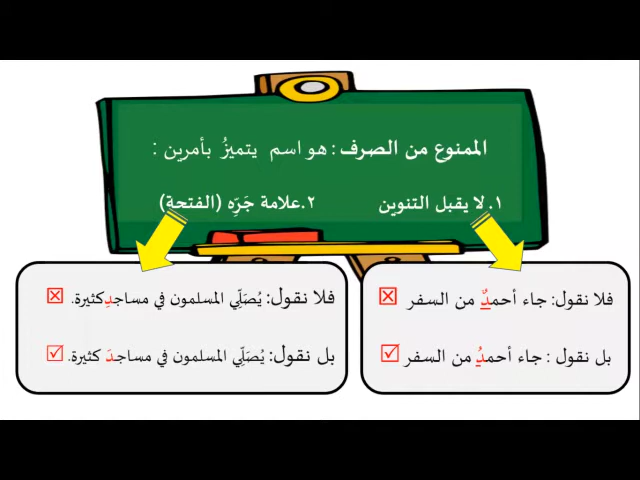 الممنوع من الصرف : هو اسم يتميزُ بأمرين :
١. لا يقبل التنوين
٢.علامة جَرِّه (الفتحة)
فلا نقول: جاء أحمدٌ من السفر ☒
بل نقول : جاء أحمدُ من السفر ☑
فلا نقول: يُصَلِّي المسلمون في مساجدِ كثيرة. ☒
بل نقول: يُصَلِّي المسلمون في مساجدَ كثيرة. ☑